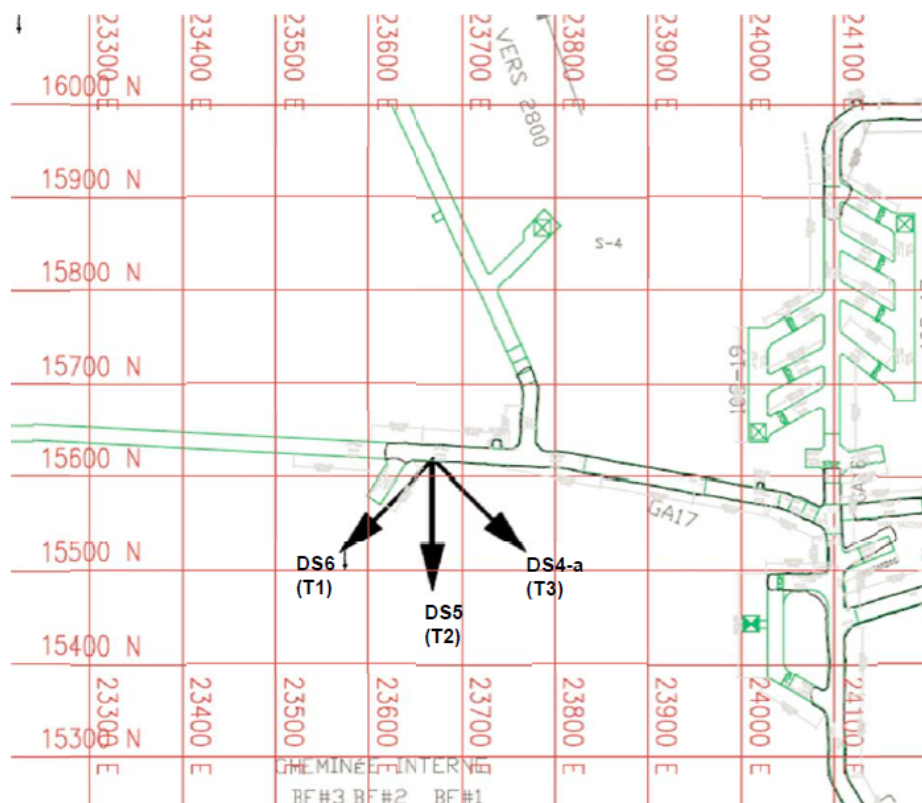 23300 E
23400 E
23500 E
23600 E
23700 E
23800 E
23900 E
24000 E
24100 E
VERS 2800
16000 N
15900 N
S-4
15800 N
15700 N
15600 N
GA17
15500 N
DS6
(T1)
DS5
(T2)
DS4-a
(T3)
15400 N
23300 E
23400 E
23500 E
23600 E
23700 E
23800 E
23900 E
24000 E
24100 E
15300 N
CHEMINÉE INTERNE
BF#3 BF#2 BF#1